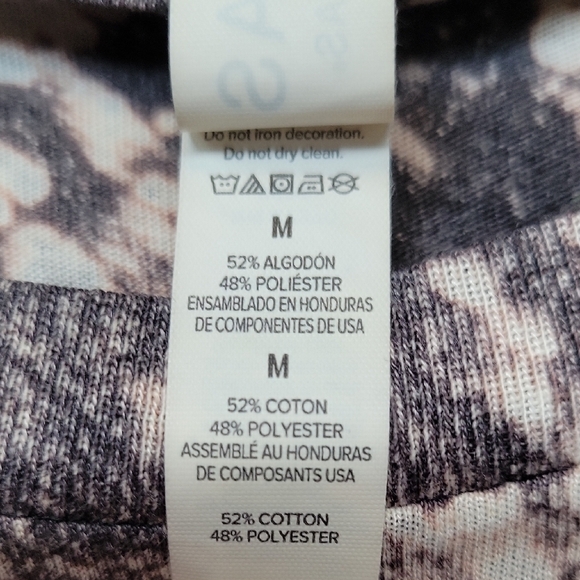 Do not iron decoration.
Do not dry clean.
M
52% ALGODÓN
48% POLIÉSTER
ENSAMBLADO EN HONDURAS
DE COMPONENTES DE USA
M
52% COTON
48% POLYESTER
ASSEMBLÉ AU HONDURAS
DE COMPOSANTS USA
52% COTTON
48% POLYESTER